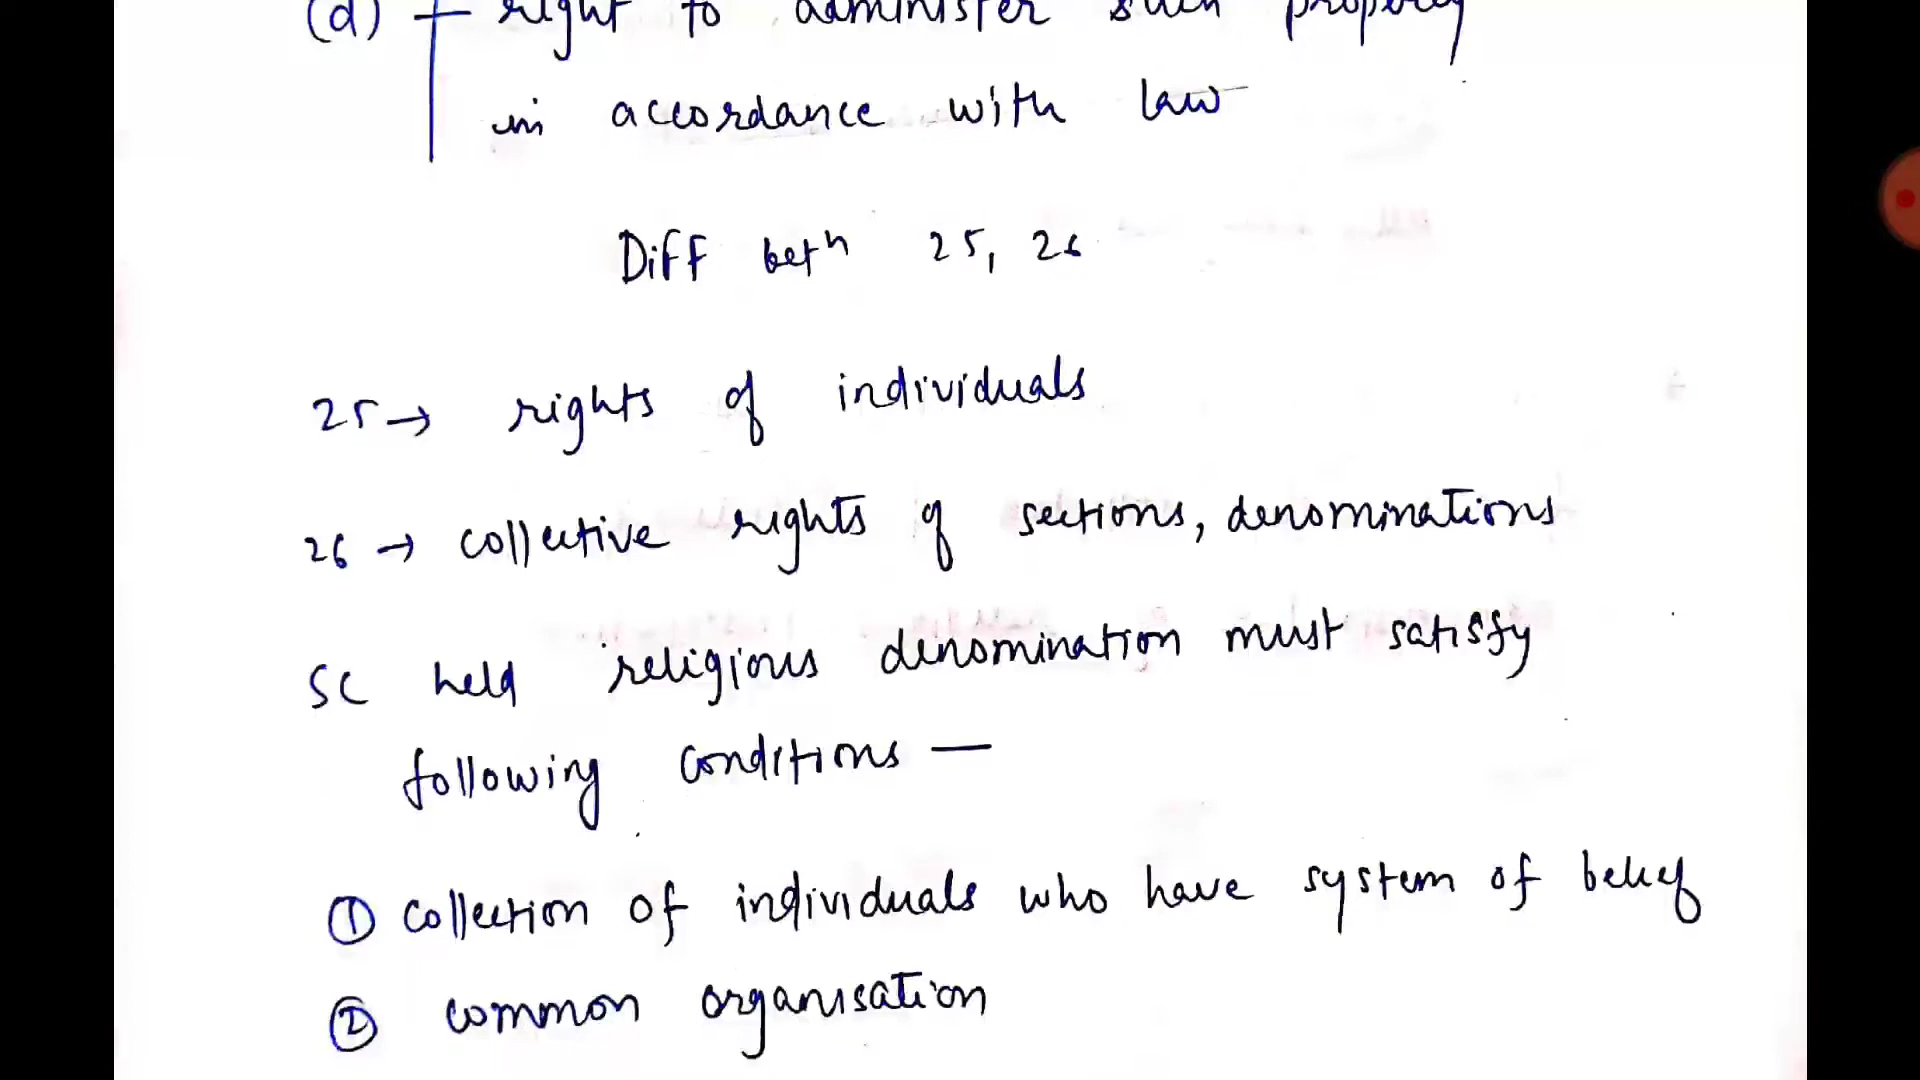 (d) right to administer such property
in accordance with law
Diff betn 25, 26
25 → rights of individuals
26 → collective rights of sections, denominations
SC held religious denomination must satisfy
following conditions —
① collection of individuals who have system of belief
② common organisation